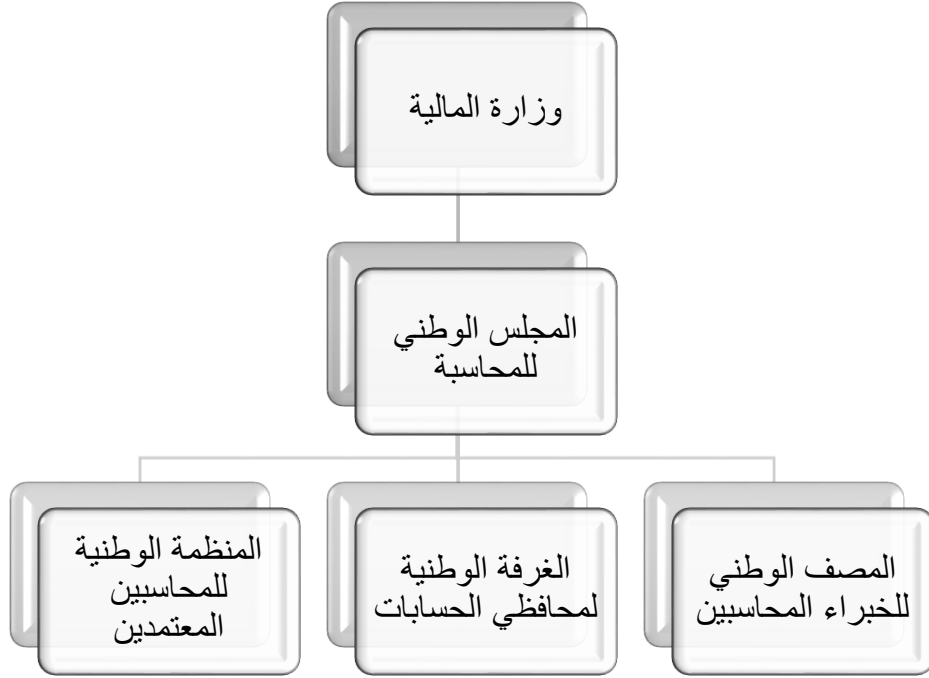 وزارة المالية
المجلس الوطني
للمحاسبة
المصف الوطني
للخبراء المحاسبين
الغرفة الوطنية
لمحافظي الحسابات
المنظمة الوطنية
للمحاسبين
المعتمدين